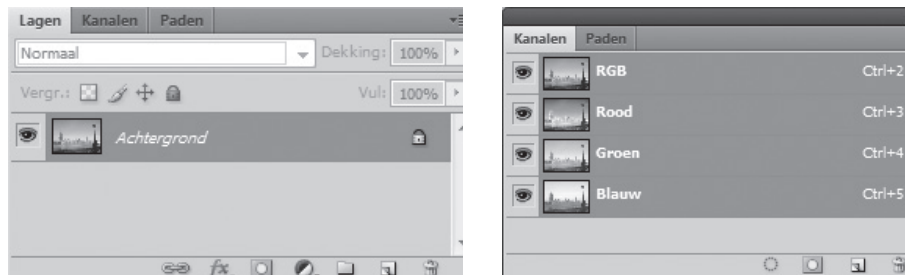 Lagen Kanalen Paden
Normaal Dekking: 100%
Vergr.: Vul: 100%
Achtergrond
fx
Kanalen Paden
RGB Ctrl+2
Rood Ctrl+3
Groen Ctrl+4
Blauw Ctrl+5